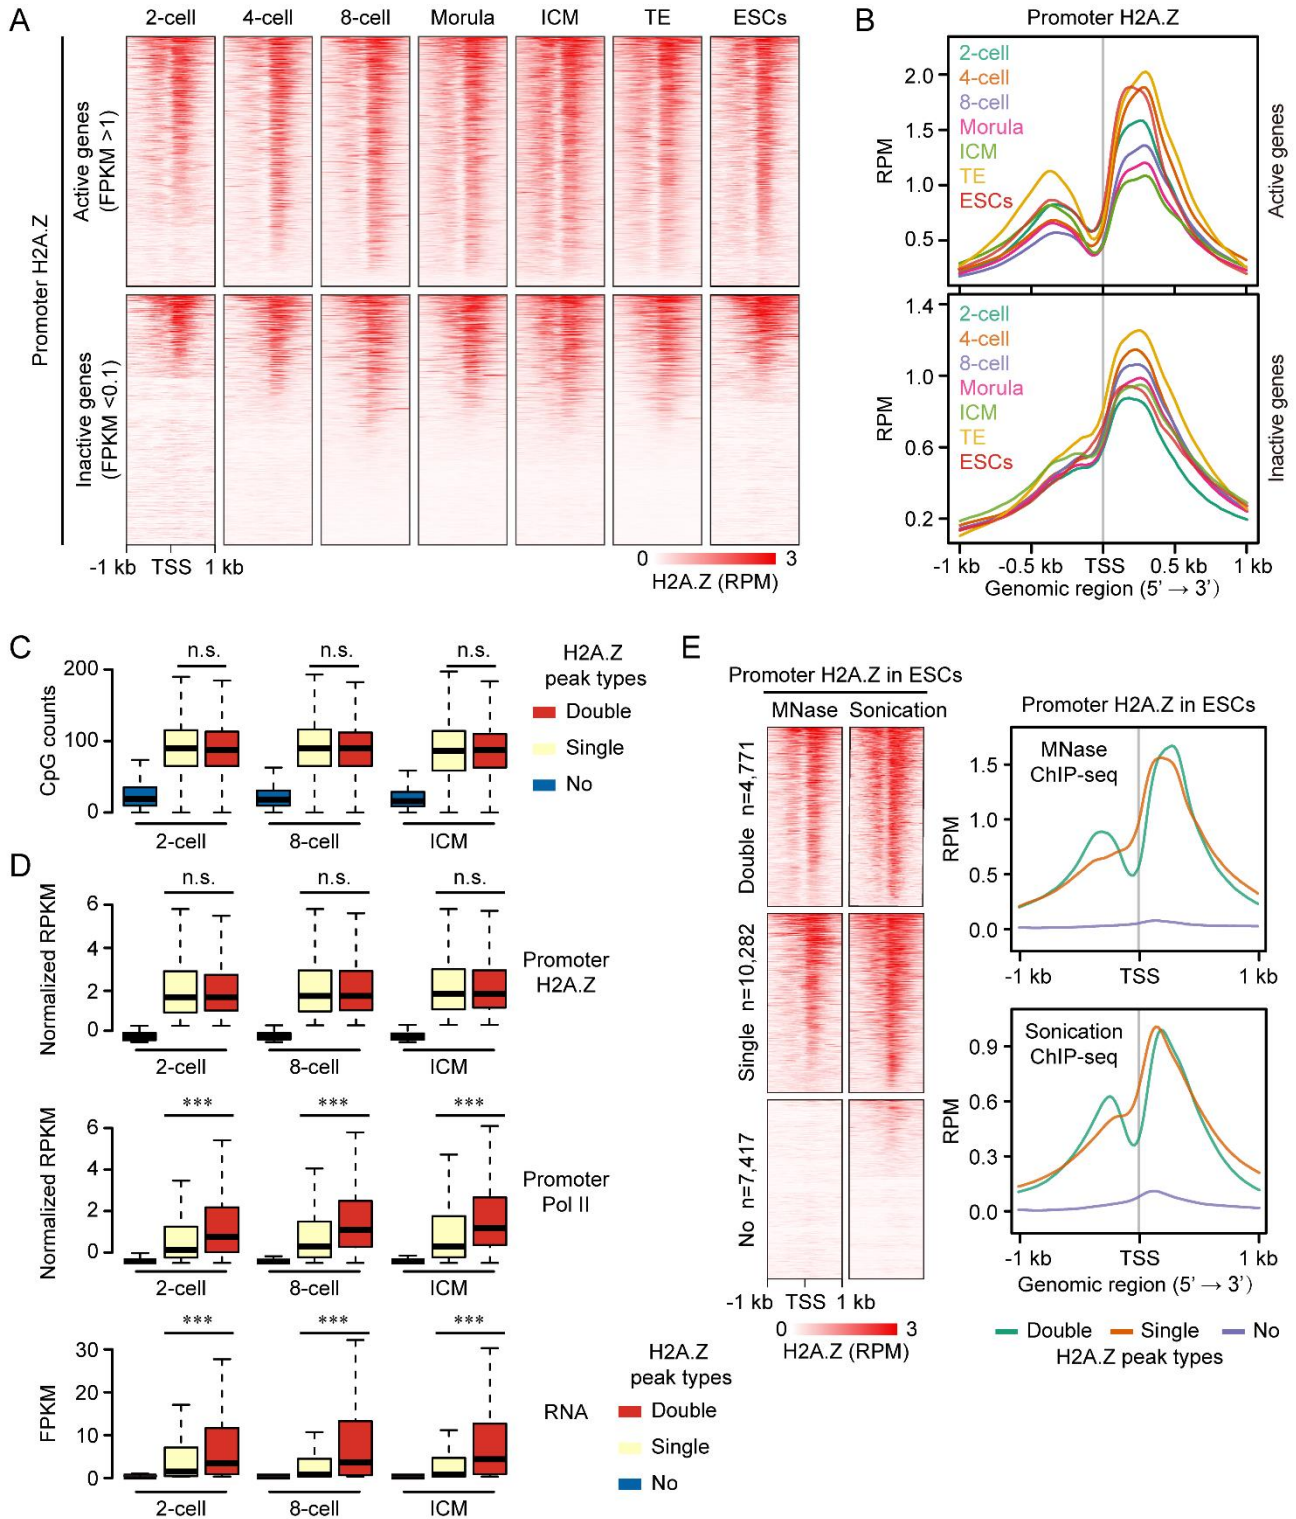 A
2-cell 4-cell 8-cell Morula ICM TE ESCs
Promoter H2A.Z
Active genes
(FPKM >1)
Inactive genes
(FPKM <0.1)
-1 kb TSS 1 kb
0 3
H2A.Z (RPM)
B
Promoter H2A.Z
2.0
1.5
1.0
0.5
RPM
2-cell
4-cell
8-cell
Morula
ICM
TE
ESCs
Active genes
1.4
1.0
0.6
0.2
RPM
2-cell
4-cell
8-cell
Morula
ICM
TE
ESCs
Inactive genes
-1 kb -0.5 kb TSS 0.5 kb 1 kb
Genomic region (5' → 3')
C
200
100
0
CpG counts
n.s. n.s. n.s.
2-cell 8-cell ICM
H2A.Z
peak types
Double
Single
No
D
6
4
2
0
Normalized RPKM
n.s. n.s. n.s.
2-cell 8-cell ICM
Promoter
H2A.Z
6
4
2
0
Normalized RPKM
*** *** ***
2-cell 8-cell ICM
Promoter
Pol II
30
20
10
0
FPKM
*** *** ***
2-cell 8-cell ICM
RNA
H2A.Z
peak types
Double
Single
No
E
Promoter H2A.Z in ESCs
MNase Sonication
Double n=4,771
Single n=10,282
No n=7,417
-1 kb TSS 1 kb
0 3
H2A.Z (RPM)
Promoter H2A.Z in ESCs
MNase
ChIP-seq
1.5
1.0
0.5
0.0
RPM
-1 kb TSS 1 kb
Sonication
ChIP-seq
0.9
0.6
0.3
0.0
RPM
-1 kb TSS 1 kb
Genomic region (5' → 3')
Double Single No
H2A.Z peak types